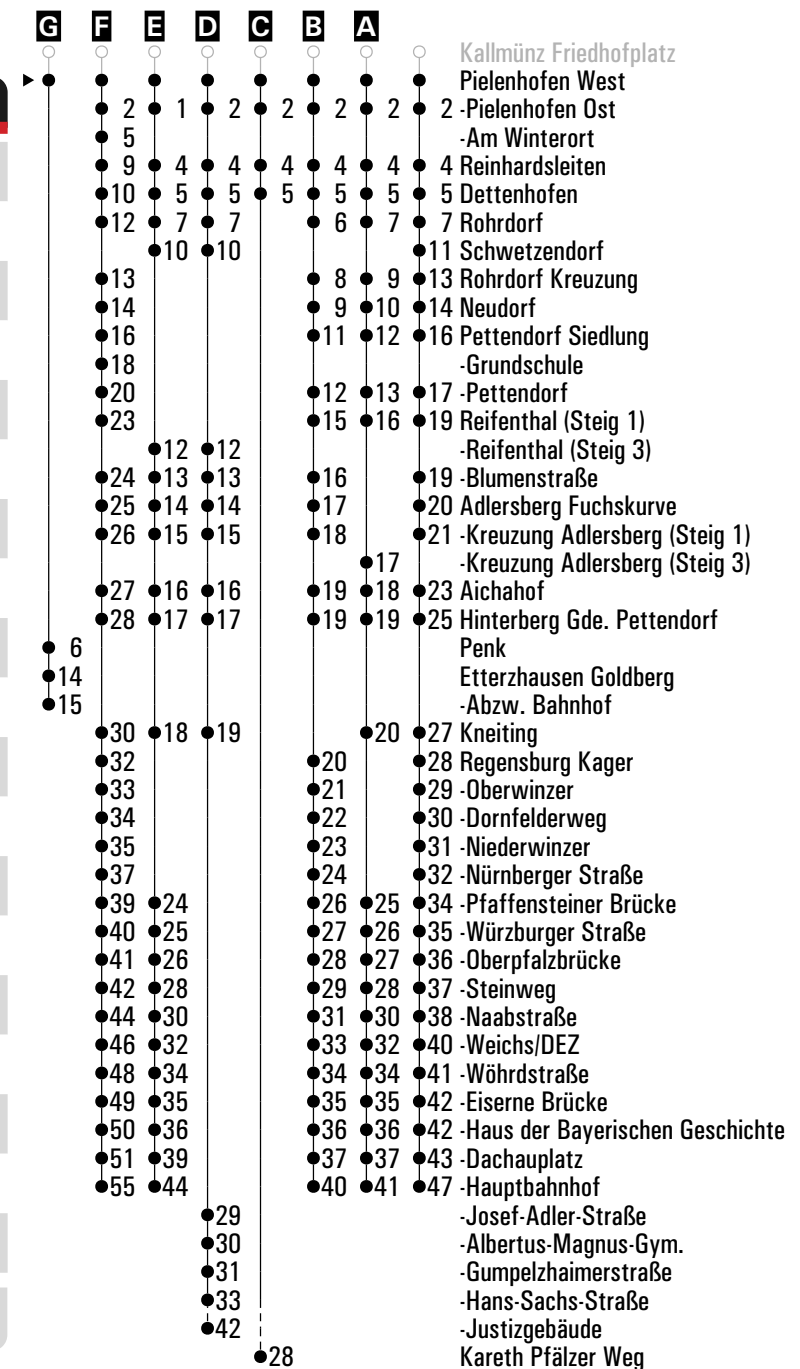 G F E D C B A
Kallmünz Friedhofplatz
Pielenhofen West
2 1 2 2 2 2 2 -Pielenhofen Ost
5 -Am Winterort
9 4 4 4 4 4 4 Reinhardsleiten
10 5 5 5 5 5 5 Dettenhofen
12 7 7 6 7 7 Rohrdorf
10 10 11 Schwetzendorf
13 8 9 13 Rohrdorf Kreuzung
14 9 10 14 Neudorf
16 11 12 16 Pettendorf Siedlung
18 -Grundschule
20 12 13 17 -Pettendorf
23 15 16 19 Reifenthal (Steig 1)
12 12 -Reifenthal (Steig 3)
24 13 13 16 19 -Blumenstraße
25 14 14 17 20 Adlersberg Fuchskurve
26 15 15 18 21 -Kreuzung Adlersberg (Steig 1)
17 -Kreuzung Adlersberg (Steig 3)
27 16 16 19 18 23 Aichahof
28 17 17 19 19 25 Hinterberg Gde. Pettendorf
6 Penk
14 Etterzhausen Goldberg
15 -Abzw. Bahnhof
30 18 19 20 27 Kneiting
32 20 28 Regensburg Kager
33 21 29 -Oberwinzer
34 22 30 -Dornfelderweg
35 23 31 -Niederwinzer
37 24 32 -Nürnberger Straße
39 24 26 25 34 -Pfaffensteiner Brücke
40 25 27 26 35 -Würzburger Straße
41 26 28 27 36 -Oberpfalzbrücke
42 28 29 28 37 -Steinweg
44 30 31 30 38 -Naabstraße
46 32 33 32 40 -Weichs/DEZ
48 34 34 34 41 -Wöhrdstraße
49 35 35 35 42 -Eiserne Brücke
50 36 36 36 42 -Haus der Bayerischen Geschichte
51 39 37 37 43 -Dachauplatz
55 44 40 41 47 -Hauptbahnhof
29 -Josef-Adler-Straße
30 -Albertus-Magnus-Gym.
31 -Gumpelzhaimerstraße
33 -Hans-Sachs-Straße
42 -Justizgebäude
28 Kareth Pfälzer Weg